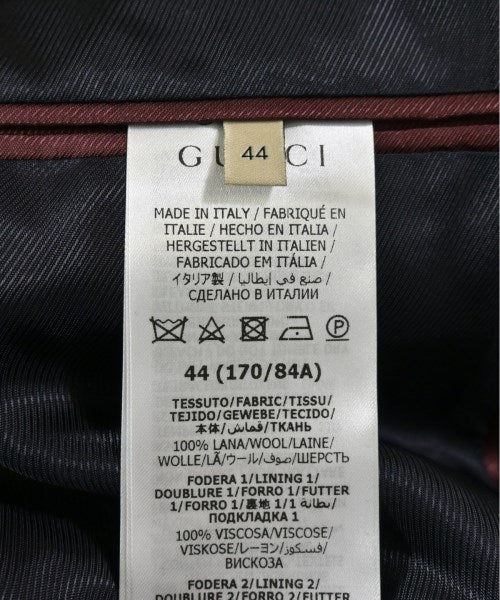 GUCCI
44
MADE IN ITALY / FABRIQUÉ EN
ITALIE / HECHO EN ITALIA /
HERGESTELLT IN ITALIEN /
FABRICADO EM ITÁLIA /
イタリア製 / صنع في إيطاليا /
СДЕЛАНО В ИТАЛИИ
P
44 (170/84A)
TESSUTO/FABRIC/TISSU/
TEJIDO/GEWEBE/TECIDO/
本体/قماش/ТКАНЬ
100% LANA/WOOL/LAINE/
WOLLE/LÃ/ウール/صوف/ШЕРСТЬ
FODERA 1/LINING 1/
DOUBLURE 1/FORRO 1/FUTTER
1/FORRO 1/裏地 1/بطانة 1/
ПОДКЛАДКА 1
100% VISCOSA/VISCOSE/
VISKOSE/レーヨン/فسكوز/
ВИСКОЗА
FODERA 2/LINING 2/
DOUBLURE 2/FORRO 2/FUTTER